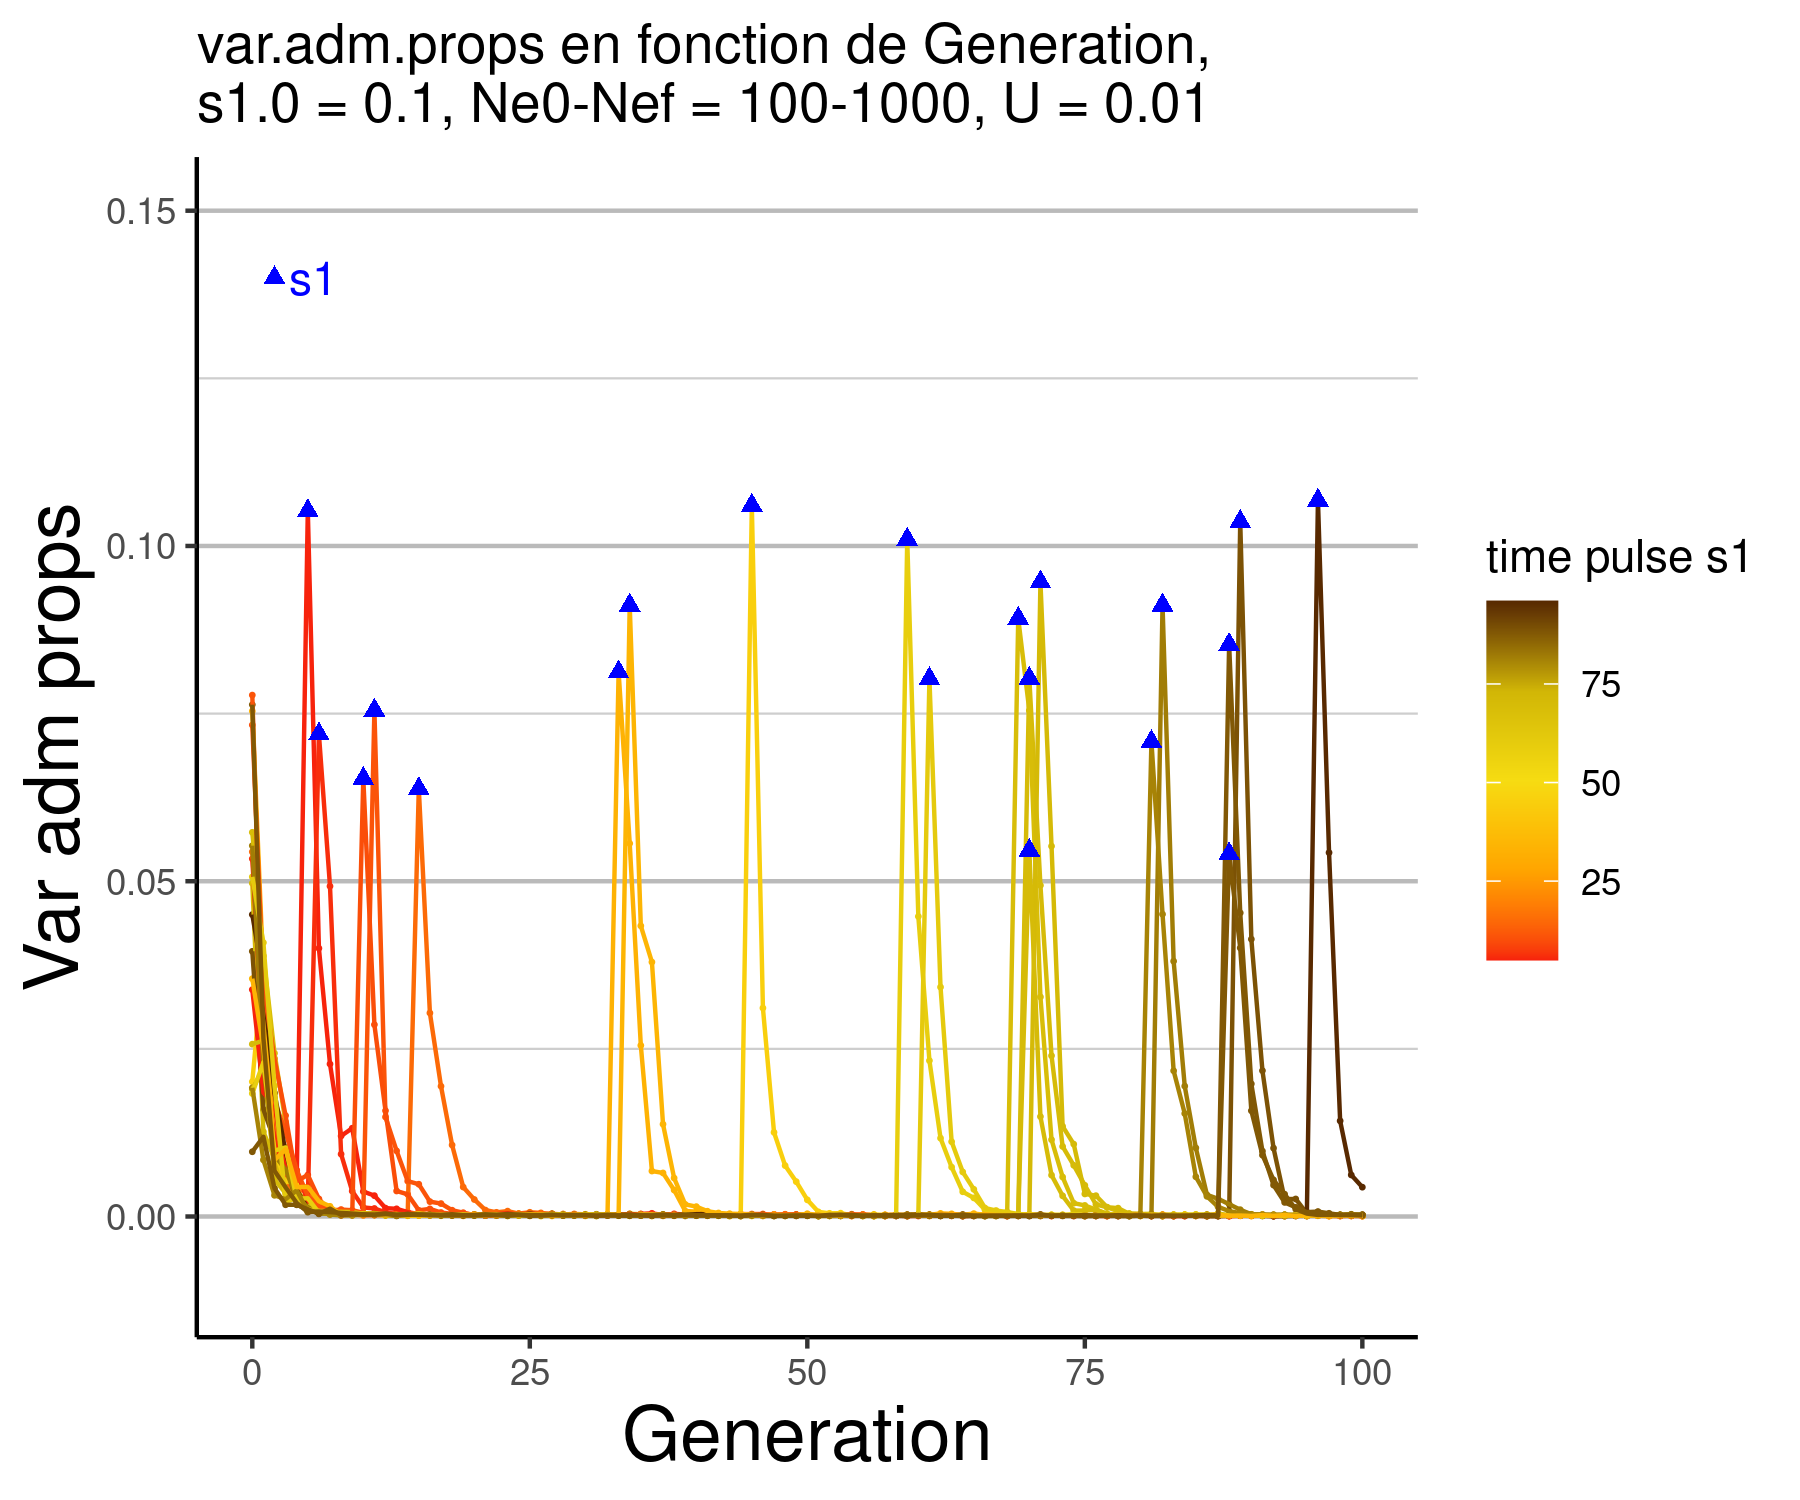 var.adm.props en fonction de Generation,
s1.0 = 0.1, Ne0-Nef = 100-1000, U = 0.01
0.15
s1
0.10
0.05
0.00
Var adm props
0
25
50
75
100
Generation
time pulse s1
75
50
25